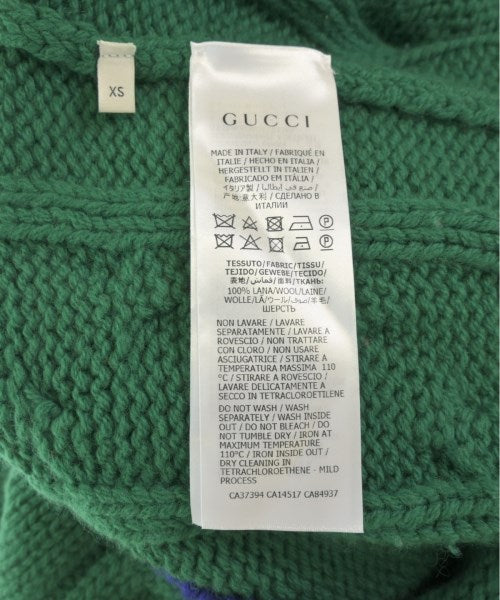 XS
GUCCI
MADE IN ITALY / FABRIQUÉ EN
ITALIE / HECHO EN ITALIA /
HERGESTELLT IN ITALIEN /
FABRICADO EM ITÁLIA /
イタリア製 / صنع في إيطاليا /
产地:意大利 / СДЕЛАНО В
ИТАЛИИ
P
P
TESSUTO/FABRIC/TISSU/
TEJIDO/GEWEBE/TECIDO/
表地/قماش/面料/ТКАНЬ:
100% LANA/WOOL/LAINE/
WOLLE/LÃ/ウール/صوف/羊毛/
ШЕРСТЬ
NON LAVARE / LAVARE
SEPARATAMENTE / LAVARE A
ROVESCIO / NON TRATTARE
CON CLORO / NON USARE
ASCIUGATRICE / STIRARE A
TEMPERATURA MASSIMA 110
°C / STIRARE A ROVESCIO /
LAVARE DELICATAMENTE A
SECCO IN TETRACLOROETILENE
DO NOT WASH / WASH
SEPARATELY / WASH INSIDE
OUT / DO NOT BLEACH / DO
NOT TUMBLE DRY / IRON AT
MAXIMUM TEMPERATURE
110°C / IRON INSIDE OUT /
DRY CLEANING IN
TETRACHLOROETHENE - MILD
PROCESS
CA37394 CA14517 CA84937